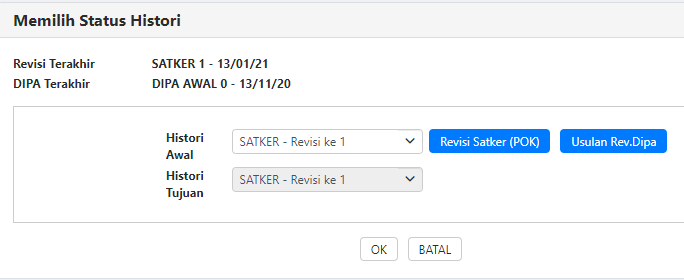 Memilih Status Histori
Revisi Terakhir SATKER 1 - 13/01/21
DIPA Terakhir DIPA AWAL 0 - 13/11/20
Histori Awal SATKER - Revisi ke 1 Revisi Satker (POK) Usulan Rev.Dipa
Histori Tujuan SATKER - Revisi ke 1
OK BATAL